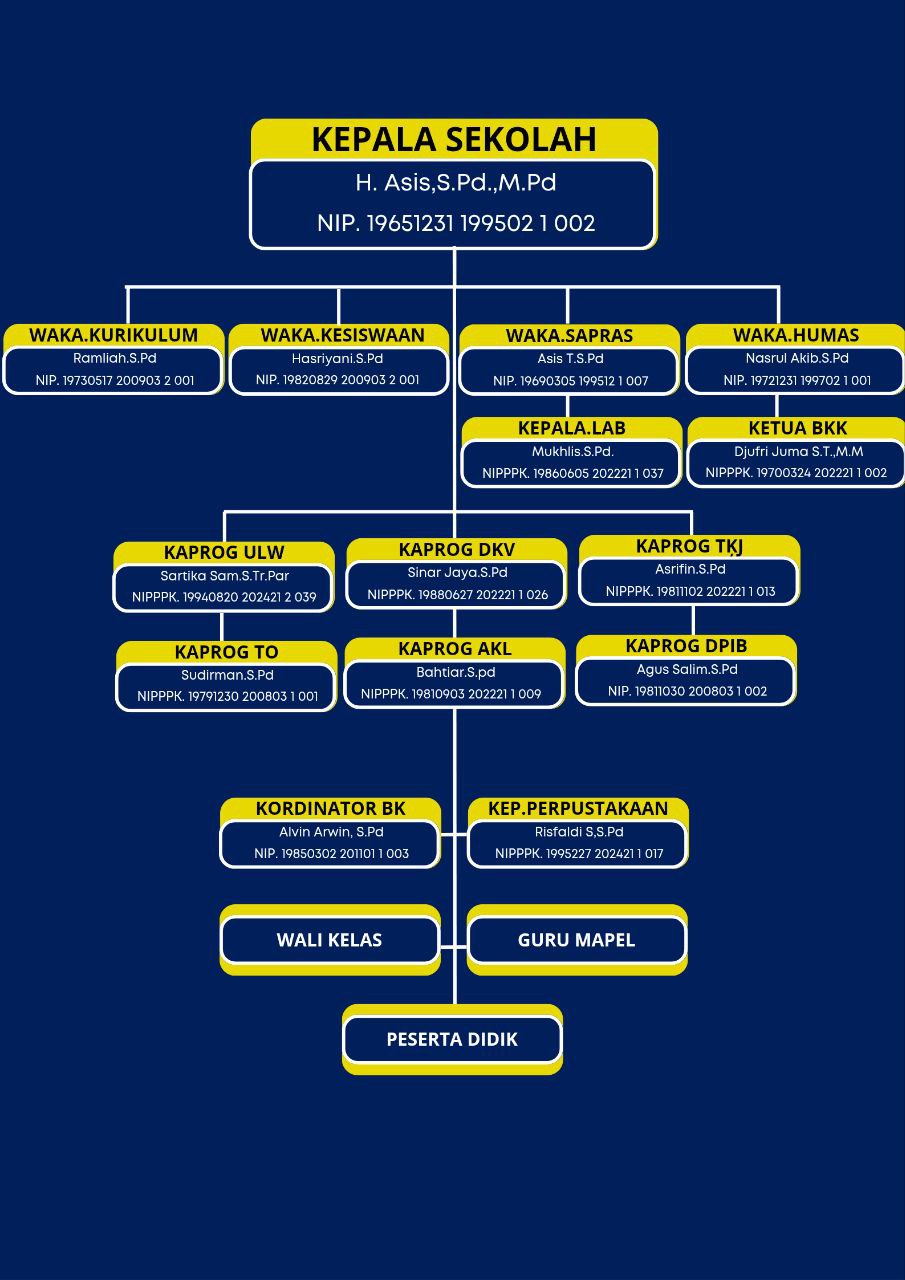 KEPALA SEKOLAH
H. Asis,S.Pd.,M.Pd
NIP. 19651231 199502 1 002
WAKA.KURIKULUM
Ramliah.S.Pd
NIP. 19730517 200903 2 001
WAKA.KESISWAAN
Hasriyani.S.Pd
NIP. 19820829 200903 2 001
WAKA.SAPRAS
Asis T.S.Pd
NIP. 19690305 199512 1 007
WAKA.HUMAS
Nasrul Akib.S.Pd
NIP. 19721231 199702 1 001
KEPALA.LAB
Mukhlis.S.Pd.
NIPPPK. 19860605 202221 1 037
KETUA BKK
Djufri Juma S.T.,M.M
NIPPPK. 19700324 202221 1 002
KAPROG ULW
Sartika Sam.S.Tr.Par
NIPPPK. 19940820 202421 2 039
KAPROG DKV
Sinar Jaya.S.Pd
NIPPPK. 19880627 202221 1 026
KAPROG TKJ
Asrifin.S.Pd
NIPPPK. 19811102 202221 1 013
KAPROG TO
Sudirman.S.Pd
NIPPPK. 19791230 200803 1 001
KAPROG AKL
Bahtiar.S.pd
NIPPPK. 19810903 202221 1 009
KAPROG DPIB
Agus Salim.S.Pd
NIP. 19811030 200803 1 002
KORDINATOR BK
Alvin Arwin, S.Pd
NIP. 19850302 201101 1 003
KEP.PERPUSTAKAAN
Risfaldi S,S.Pd
NIPPPK. 1995227 202421 1 017
WALI KELAS
GURU MAPEL
PESERTA DIDIK